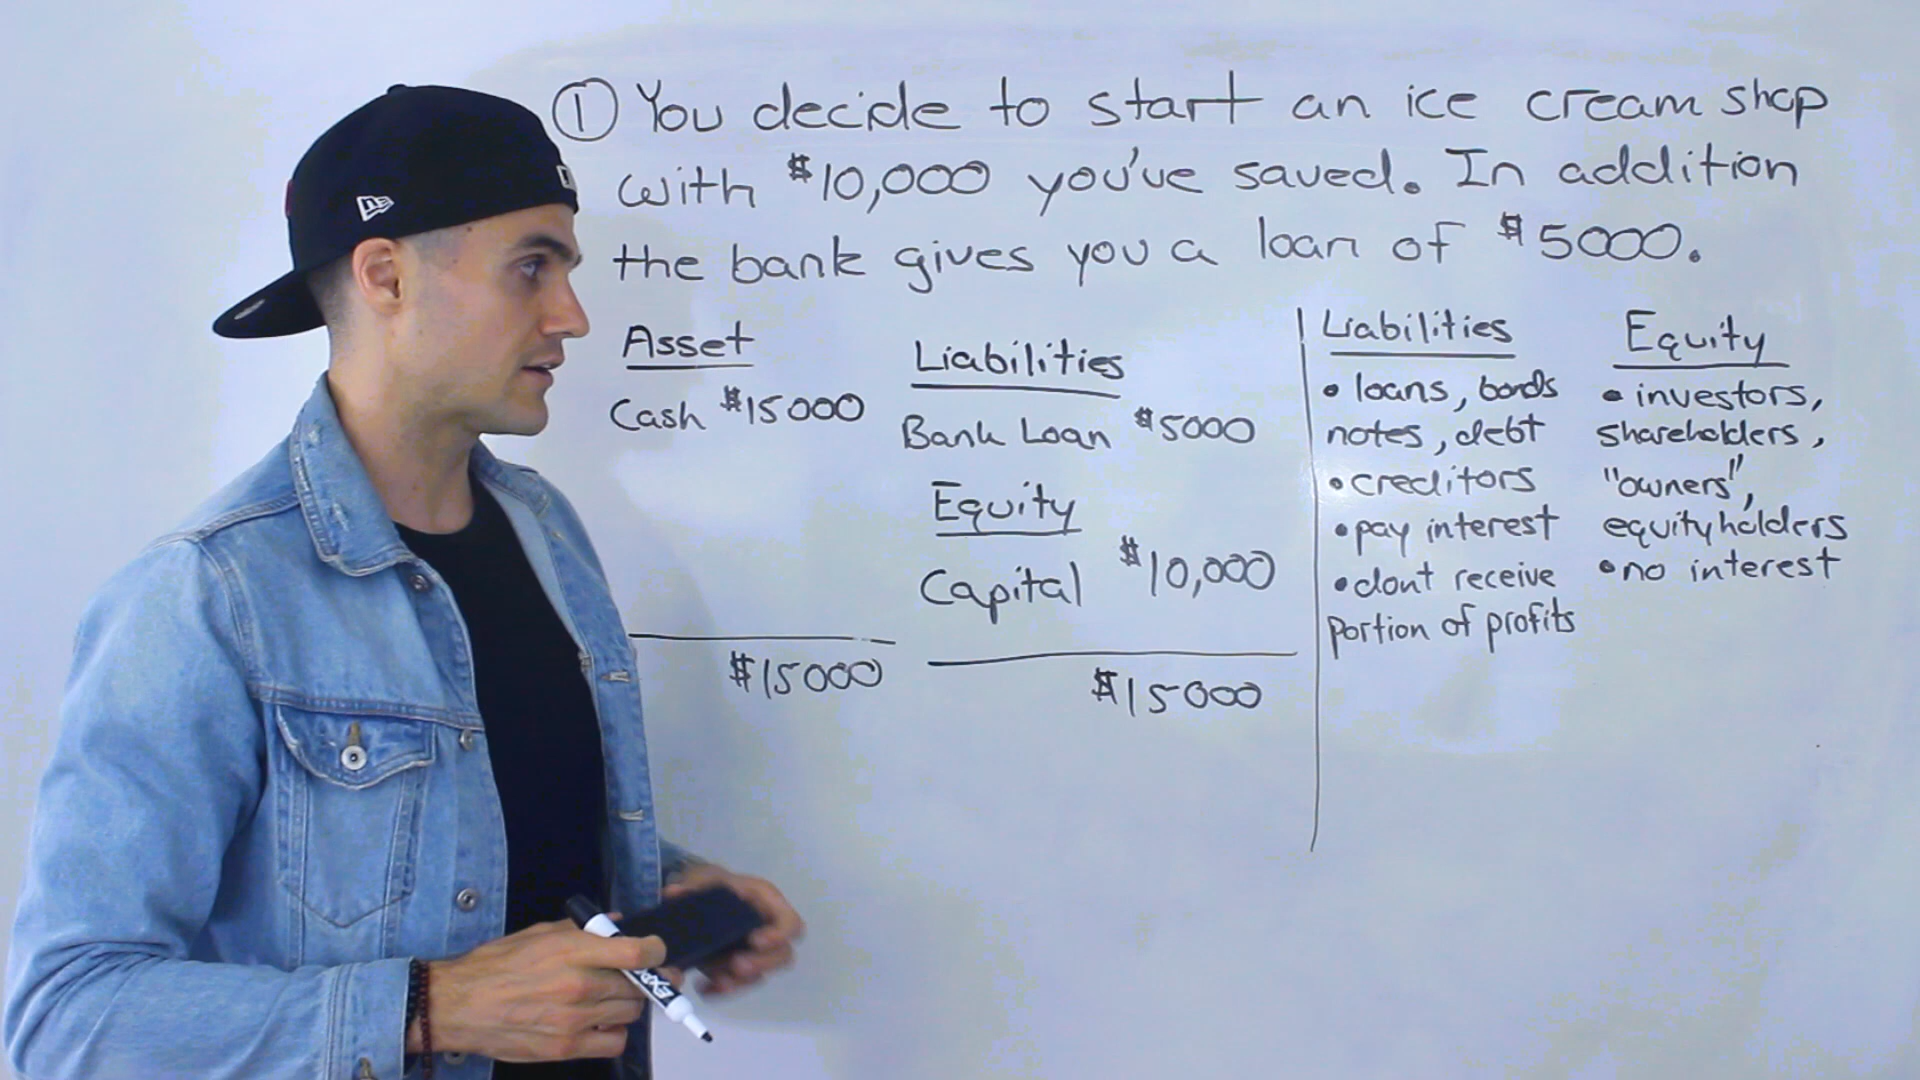 ① You decide to start an ice cream shop
with $10,000 you've saved. In addition
the bank gives you a loan of $5000.
Asset
Cash $15000
$15000
Liabilities
Bank Loan $5000
Equity
Capital $10,000
$15000
Liabilities
• loans, bonds
notes, debt
• creditors
• pay interest
• dont receive
portion of profits
Equity
• investors,
shareholders,
"owners",
equityholders
• no interest
EXPO